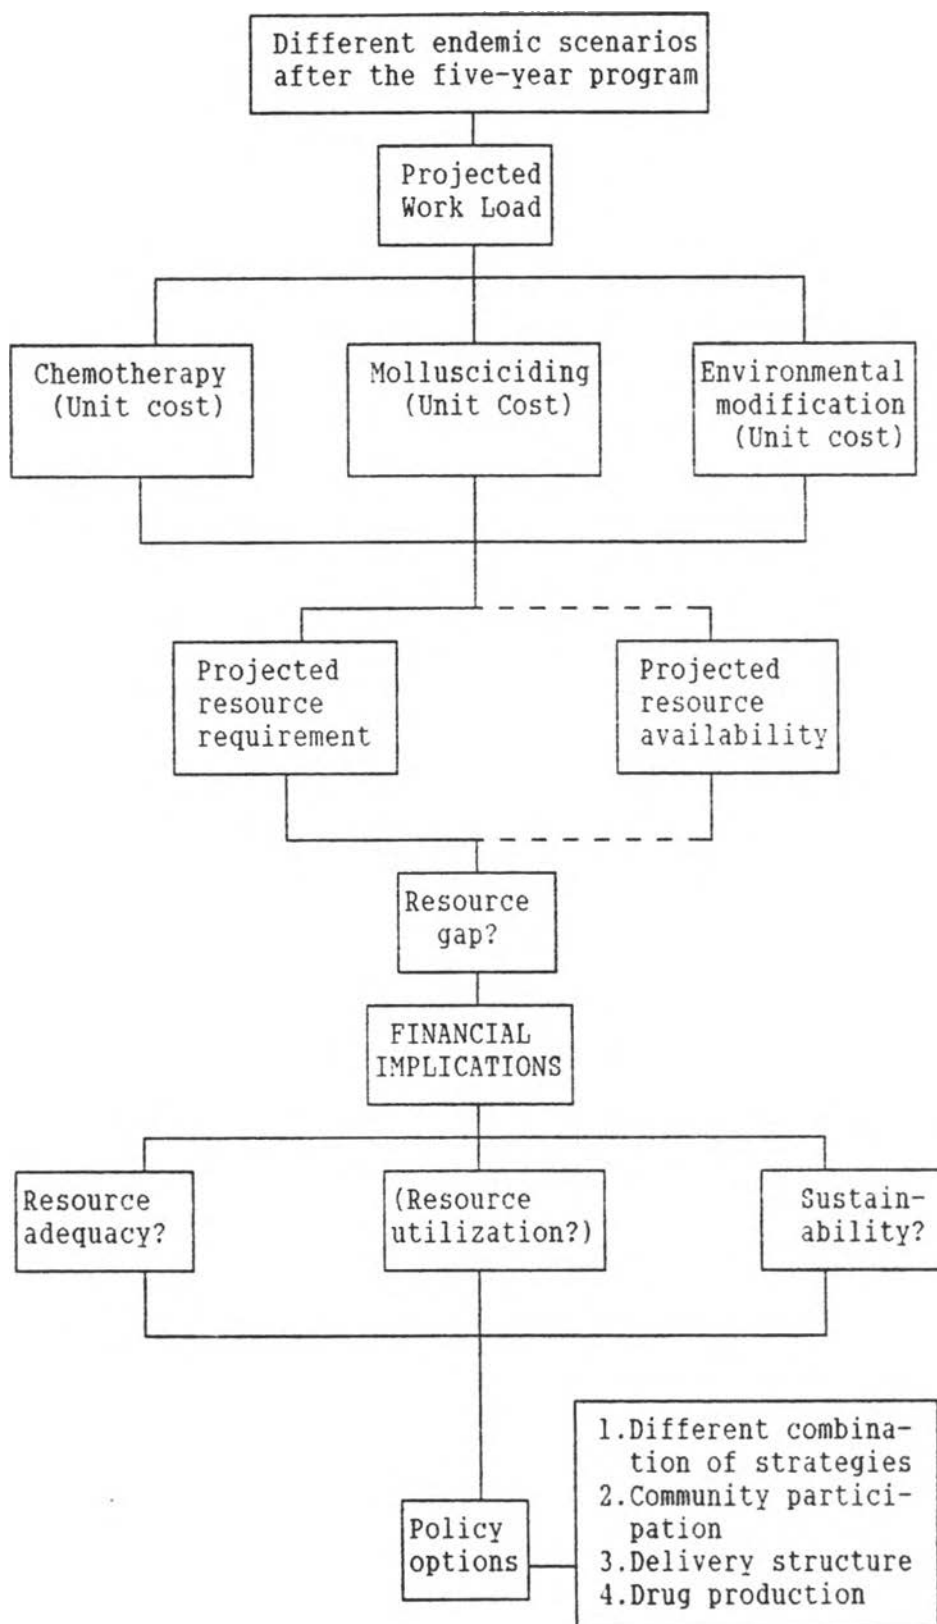 Different endemic scenarios
after the five-year program
Projected
Work Load
Chemotherapy
(Unit cost)
Mollusciciding
(Unit Cost)
Environmental
modification
(Unit cost)
Projected
resource
requirement
Projected
resource
availability
Resource
gap?
FINANCIAL
IMPLICATIONS
Resource
adequacy?
(Resource
utilization?)
Sustain-
ability?
Policy
options
1.Different combina-
tion of strategies
2.Community partici-
pation
3.Delivery structure
4.Drug production